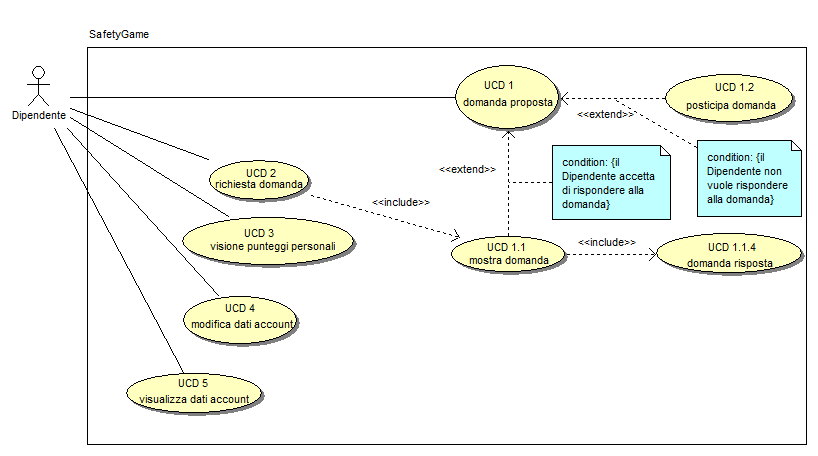 SafetyGame
Dipendente
UCD 1
domanda proposta
UCD 1.2
posticipa domanda
<<extend>>
condition: {il
Dipendente accetta
di rispondere alla
domanda}
condition: {il
Dipendente non
vuole rispondere
alla domanda}
<<extend>>
UCD 2
richiesta domanda
<<include>>
UCD 3
visione punteggi personali
UCD 1.1
mostra domanda
<<include>>
UCD 1.1.4
domanda risposta
UCD 4
modifica dati account
UCD 5
visualizza dati account